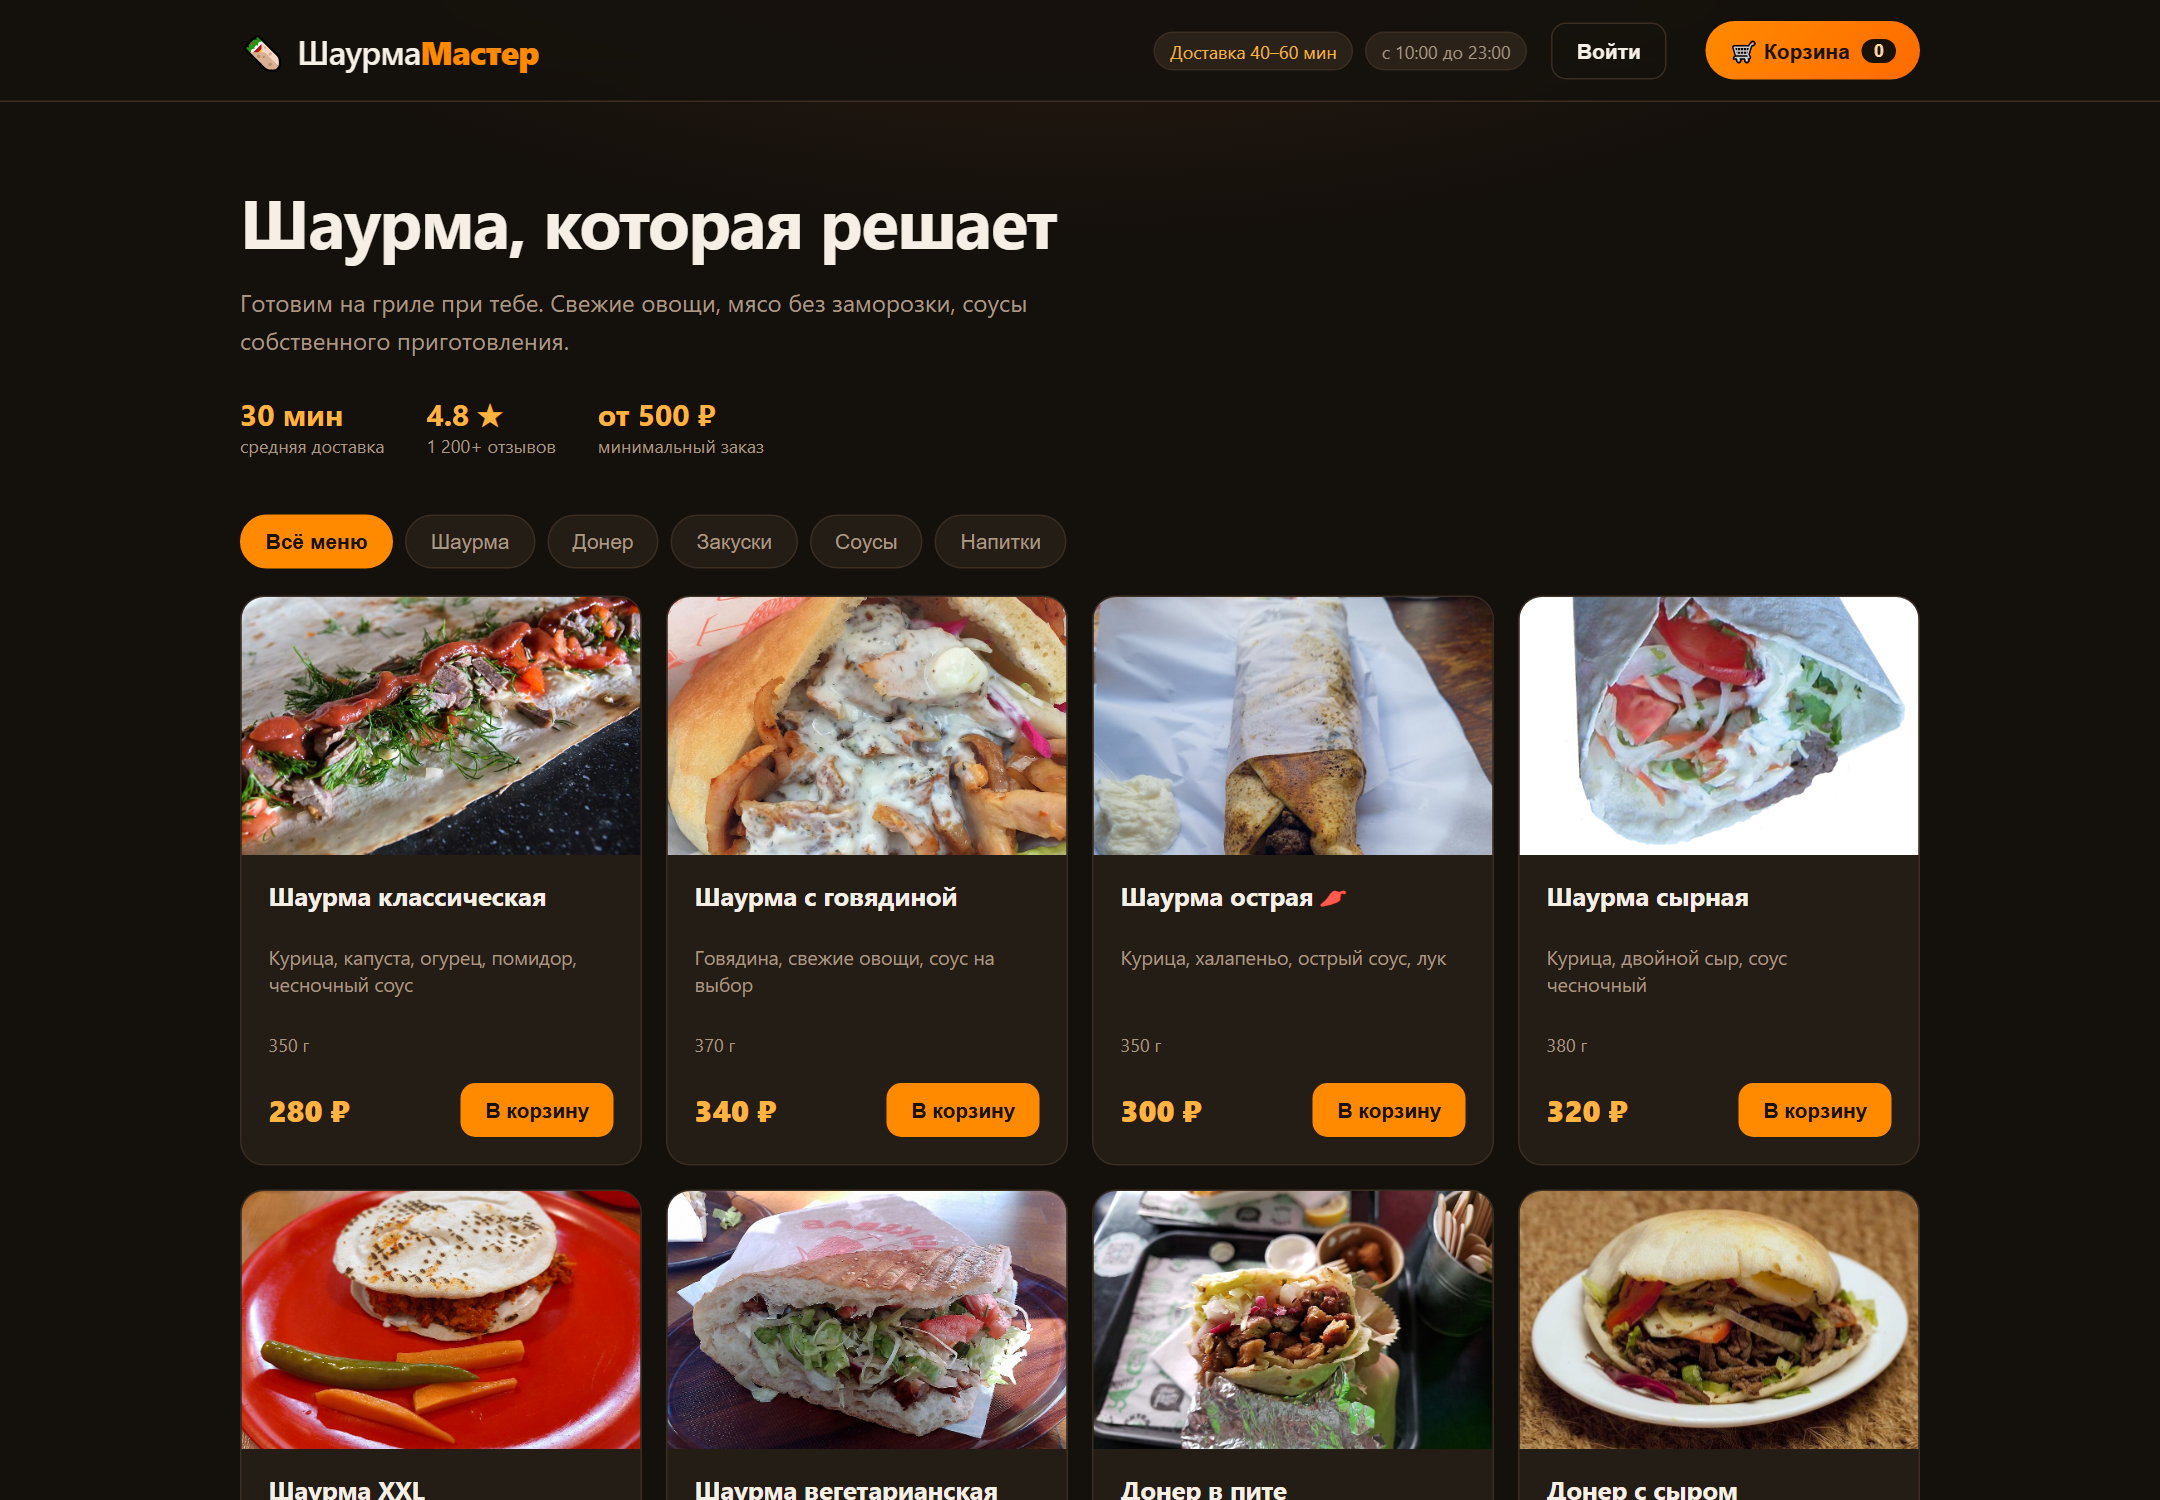 ШаурмаМастер
Доставка 40–60 мин
с 10:00 до 23:00
Войти
Корзина 0
Шаурма, которая решает
Готовим на гриле при тебе. Свежие овощи, мясо без заморозки, соусы
собственного приготовления.
30 мин
средняя доставка
4.8 ★
1 200+ отзывов
от 500 ₽
минимальный заказ
Всё меню
Шаурма
Донер
Закуски
Соусы
Напитки
Шаурма классическая
Курица, капуста, огурец, помидор,
чесночный соус
350 г
280 ₽
В корзину
Шаурма с говядиной
Говядина, свежие овощи, соус на
выбор
370 г
340 ₽
В корзину
Шаурма острая 🌶
Курица, халапеньо, острый соус, лук
350 г
300 ₽
В корзину
Шаурма сырная
Курица, двойной сыр, соус
чесночный
380 г
320 ₽
В корзину
Шаурма XXL
Шаурма вегетарианская
Донер в пите
Донер с сыром